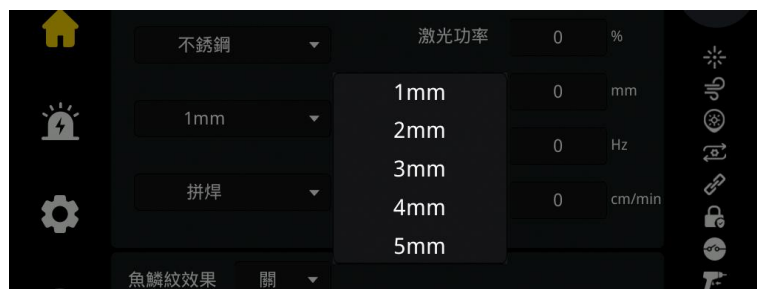 不銹鋼
激光功率 0 %
1mm 0 mm
1mm
2mm
0 Hz
3mm
拼焊
4mm 0 cm/min
5mm
魚鱗紋效果 關